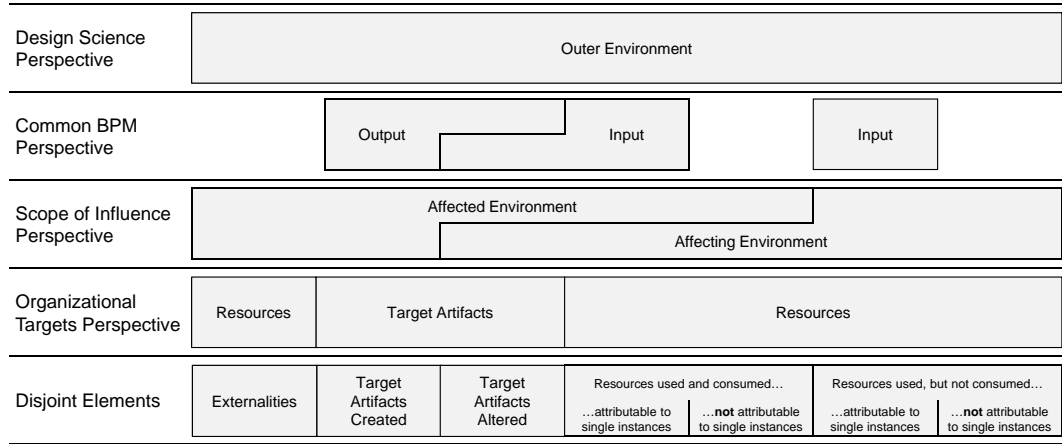 Design Science
Perspective
Outer Environment
Common BPM
Perspective
Output
Input
Input
Scope of Influence
Perspective
Affected Environment
Affecting Environment
Organizational
Targets Perspective
Resources
Target Artifacts
Resources
Disjoint Elements
Externalities
Target
Artifacts
Created
Target
Artifacts
Altered
Resources used and consumed…
…attributable to
single instances
…not attributable
to single instances
Resources used, but not consumed…
…attributable to
single instances
…not attributable
to single instances